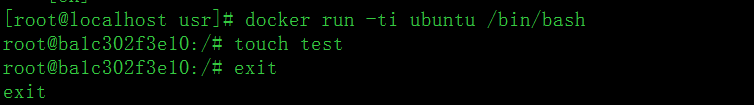 [root@localhost usr]# docker run -ti ubuntu /bin/bash
root@ba1c302f3e10:/# touch test
root@ba1c302f3e10:/# exit
exit